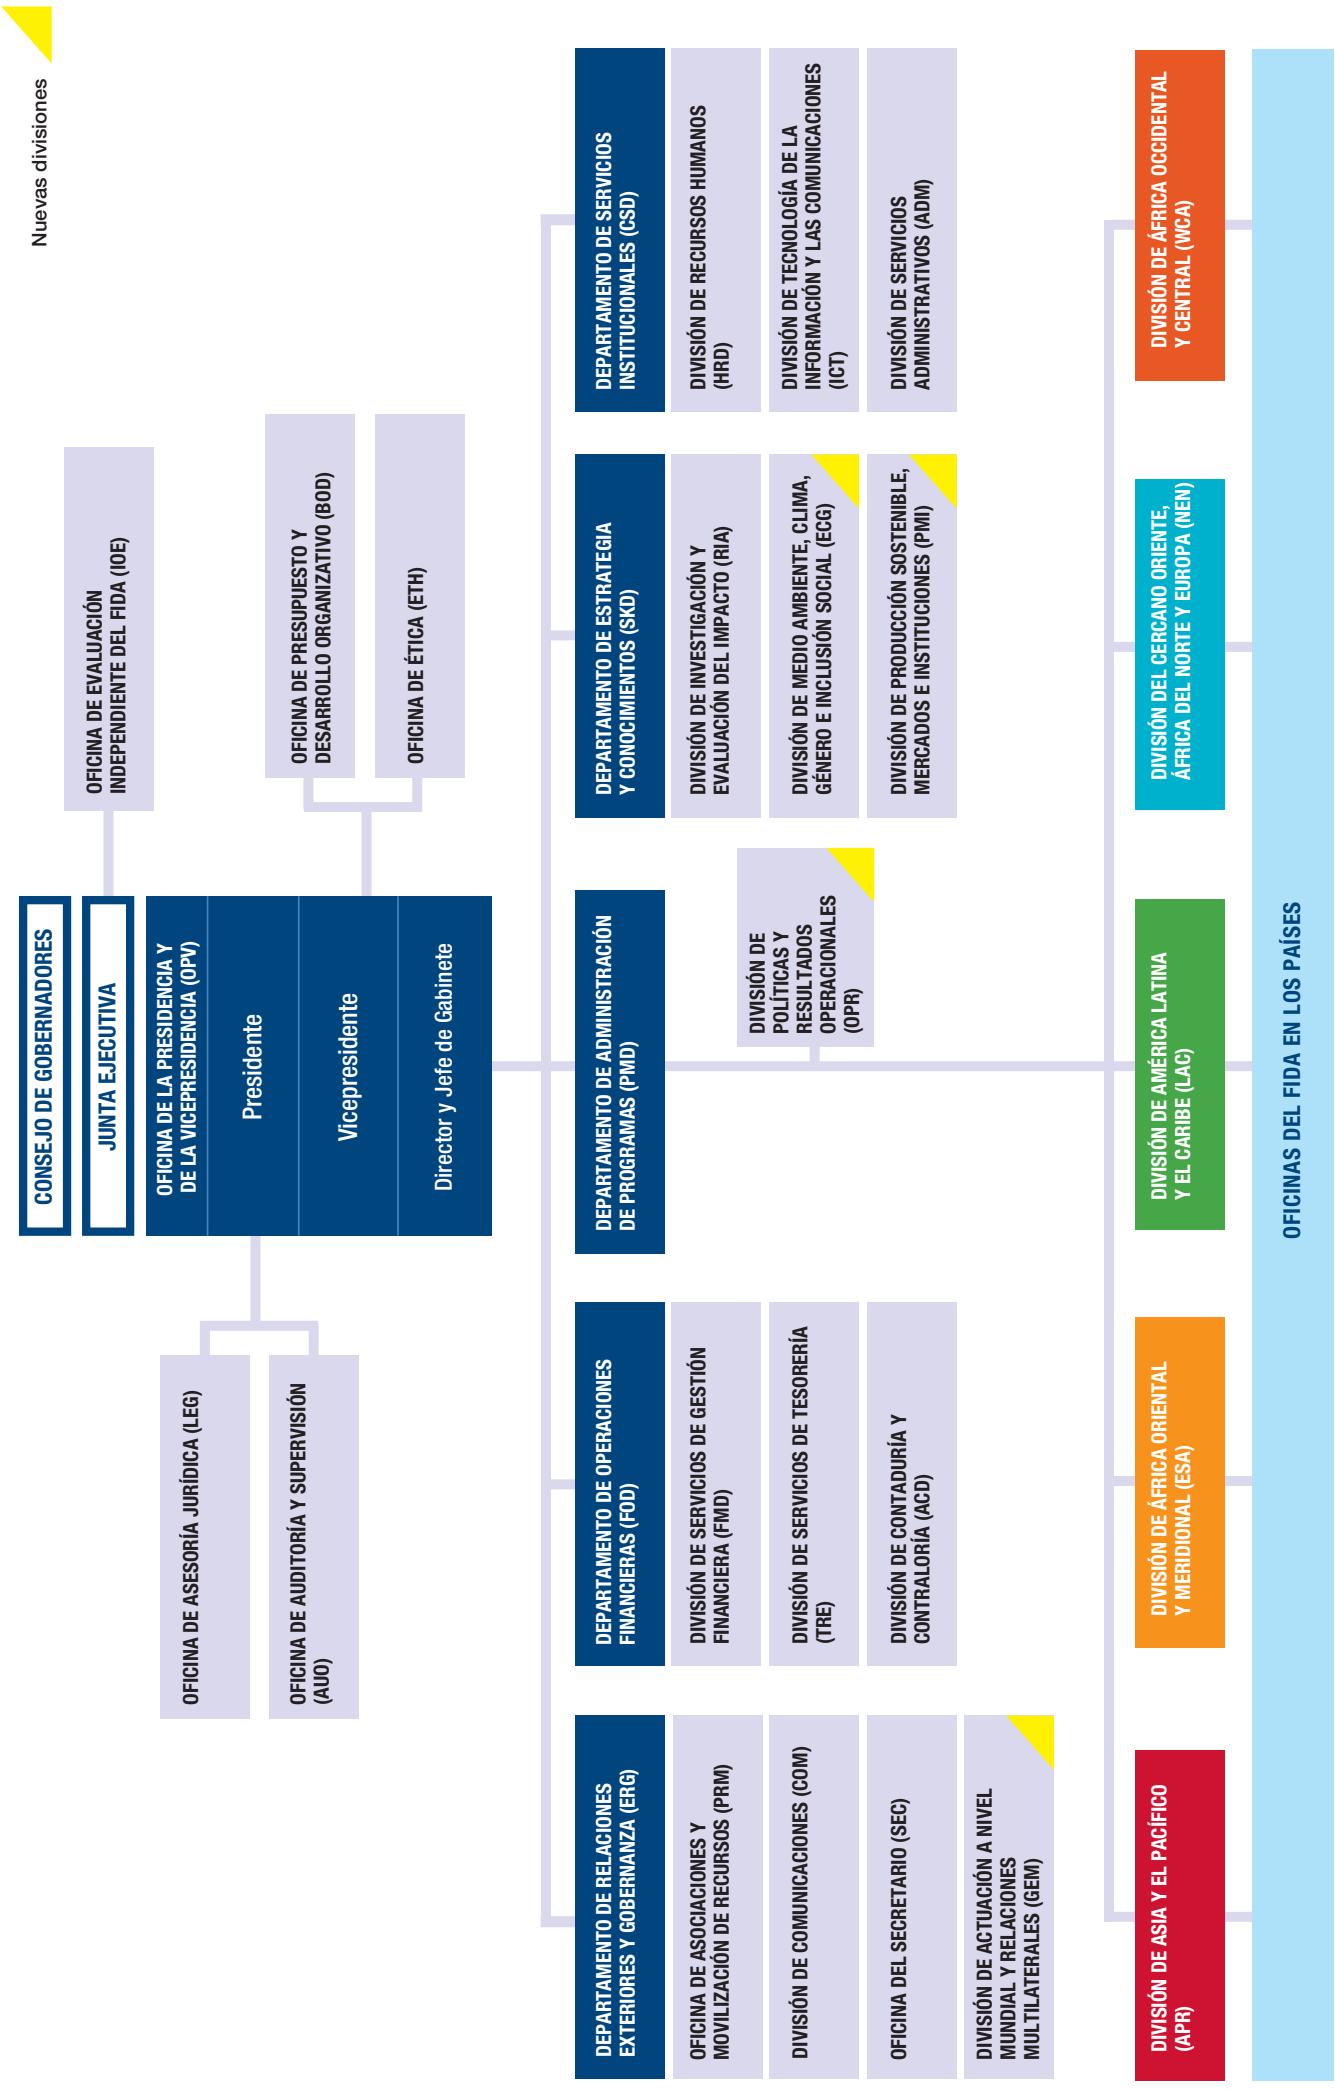 Nuevas divisiones
CONSEJO DE GOBERNADORES
JUNTA EJECUTIVA
OFICINA DE EVALUACIÓN
INDEPENDIENTE DEL FIDA (IOE)
OFICINA DE LA PRESIDENCIA Y
DE LA VICEPRESIDENCIA (OPV)
Presidente
Vicepresidente
Director y Jefe de Gabinete
OFICINA DE ASESORÍA JURÍDICA (LEG)
OFICINA DE AUDITORÍA Y SUPERVISIÓN
(AUO)
OFICINA DE PRESUPUESTO Y
DESARROLLO ORGANIZATIVO (BOD)
OFICINA DE ÉTICA (ETH)
DEPARTAMENTO DE RELACIONES
EXTERIORES Y GOBERNANZA (ERG)
OFICINA DE ASOCIACIONES Y
MOVILIZACIÓN DE RECURSOS (PRM)
DIVISIÓN DE COMUNICACIONES (COM)
OFICINA DEL SECRETARIO (SEC)
DIVISIÓN DE ACTUACIÓN A NIVEL
MUNDIAL Y RELACIONES
MULTILATERALES (GEM)
DEPARTAMENTO DE OPERACIONES
FINANCIERAS (FOD)
DIVISIÓN DE SERVICIOS DE GESTIÓN
FINANCIERA (FMD)
DIVISIÓN DE SERVICIOS DE TESORERÍA
(TRE)
DIVISIÓN DE CONTADURÍA Y
CONTRALORÍA (ACD)
DEPARTAMENTO DE ADMINISTRACIÓN
DE PROGRAMAS (PMD)
DIVISIÓN DE
POLÍTICAS Y
RESULTADOS
OPERACIONALES
(OPR)
DEPARTAMENTO DE ESTRATEGIA
Y CONOCIMIENTOS (SKD)
DIVISIÓN DE INVESTIGACIÓN Y
EVALUACIÓN DEL IMPACTO (RIA)
DIVISIÓN DE MEDIO AMBIENTE, CLIMA,
GÉNERO E INCLUSIÓN SOCIAL (ECG)
DIVISIÓN DE PRODUCCIÓN SOSTENIBLE,
MERCADOS E INSTITUCIONES (PMI)
DEPARTAMENTO DE SERVICIOS
INSTITUCIONALES (CSD)
DIVISIÓN DE RECURSOS HUMANOS
(HRD)
DIVISIÓN DE TECNOLOGÍA DE LA
INFORMACIÓN Y LAS COMUNICACIONES
(ICT)
DIVISIÓN DE SERVICIOS
ADMINISTRATIVOS (ADM)
DIVISIÓN DE ASIA Y EL PACÍFICO
(APR)
DIVISIÓN DE ÁFRICA ORIENTAL
Y MERIDIONAL (ESA)
DIVISIÓN DE AMÉRICA LATINA
Y EL CARIBE (LAC)
DIVISIÓN DEL CERCANO ORIENTE,
ÁFRICA DEL NORTE Y EUROPA (NEN)
DIVISIÓN DE ÁFRICA OCCIDENTAL
Y CENTRAL (WCA)
OFICINAS DEL FIDA EN LOS PAÍSES